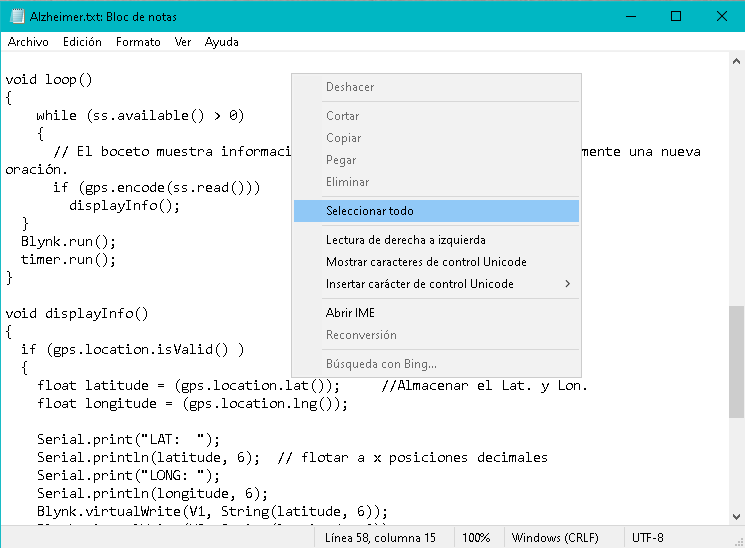 Alzheimer.txt: Bloc de notas
Archivo Edición Formato Ver Ayuda
void loop()
{
while (ss.available() > 0)
{
// El boceto muestra informaci mente una nueva
oración.
if (gps.encode(ss.read()))
displayInfo();
}
Blynk.run();
timer.run();
}
void displayInfo()
{
if (gps.location.isValid() )
{
float latitude = (gps.location.lat()); //Almacenar el Lat. y Lon.
float longitude = (gps.location.lng());
Serial.print("LAT:  ");
Serial.println(latitude, 6);  // flotar a x posiciones decimales
Serial.print("LONG: ");
Serial.println(longitude, 6);
Blynk.virtualWrite(V1, String(latitude, 6));
Deshacer
Cortar
Copiar
Pegar
Eliminar
Seleccionar todo
Lectura de derecha a izquierda
Mostrar caracteres de control Unicode
Insertar carácter de control Unicode
Abrir IME
Reconversión
Búsqueda con Bing...
Línea 58, columna 15 100% Windows (CRLF) UTF-8